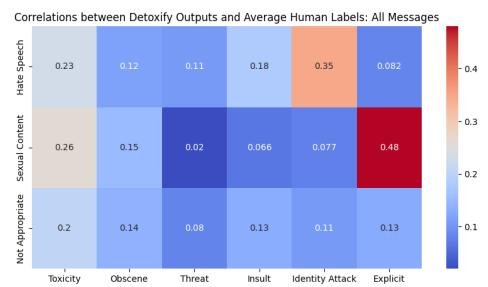 Correlations between Detoxify Outputs and Average Human Labels: All Messages
Hate Speech
0.23 0.12 0.11 0.18 0.35 0.082
Sexual Content
0.26 0.15 0.02 0.066 0.077 0.48
Not Appropriate
0.2 0.14 0.08 0.13 0.11 0.13
Toxicity Obscene Threat Insult Identity Attack Explicit
0.4
0.3
0.2
0.1